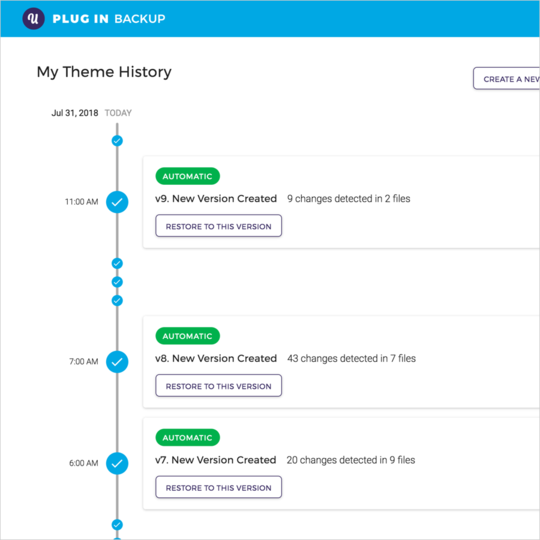 U PLUG IN BACKUP
My Theme History
CREATE A NEW
Jul 31, 2018 TODAY
AUTOMATIC
11:00 AM v9. New Version Created 9 changes detected in 2 files
RESTORE TO THIS VERSION
AUTOMATIC
7:00 AM v8. New Version Created 43 changes detected in 7 files
RESTORE TO THIS VERSION
AUTOMATIC
6:00 AM v7. New Version Created 20 changes detected in 9 files
RESTORE TO THIS VERSION